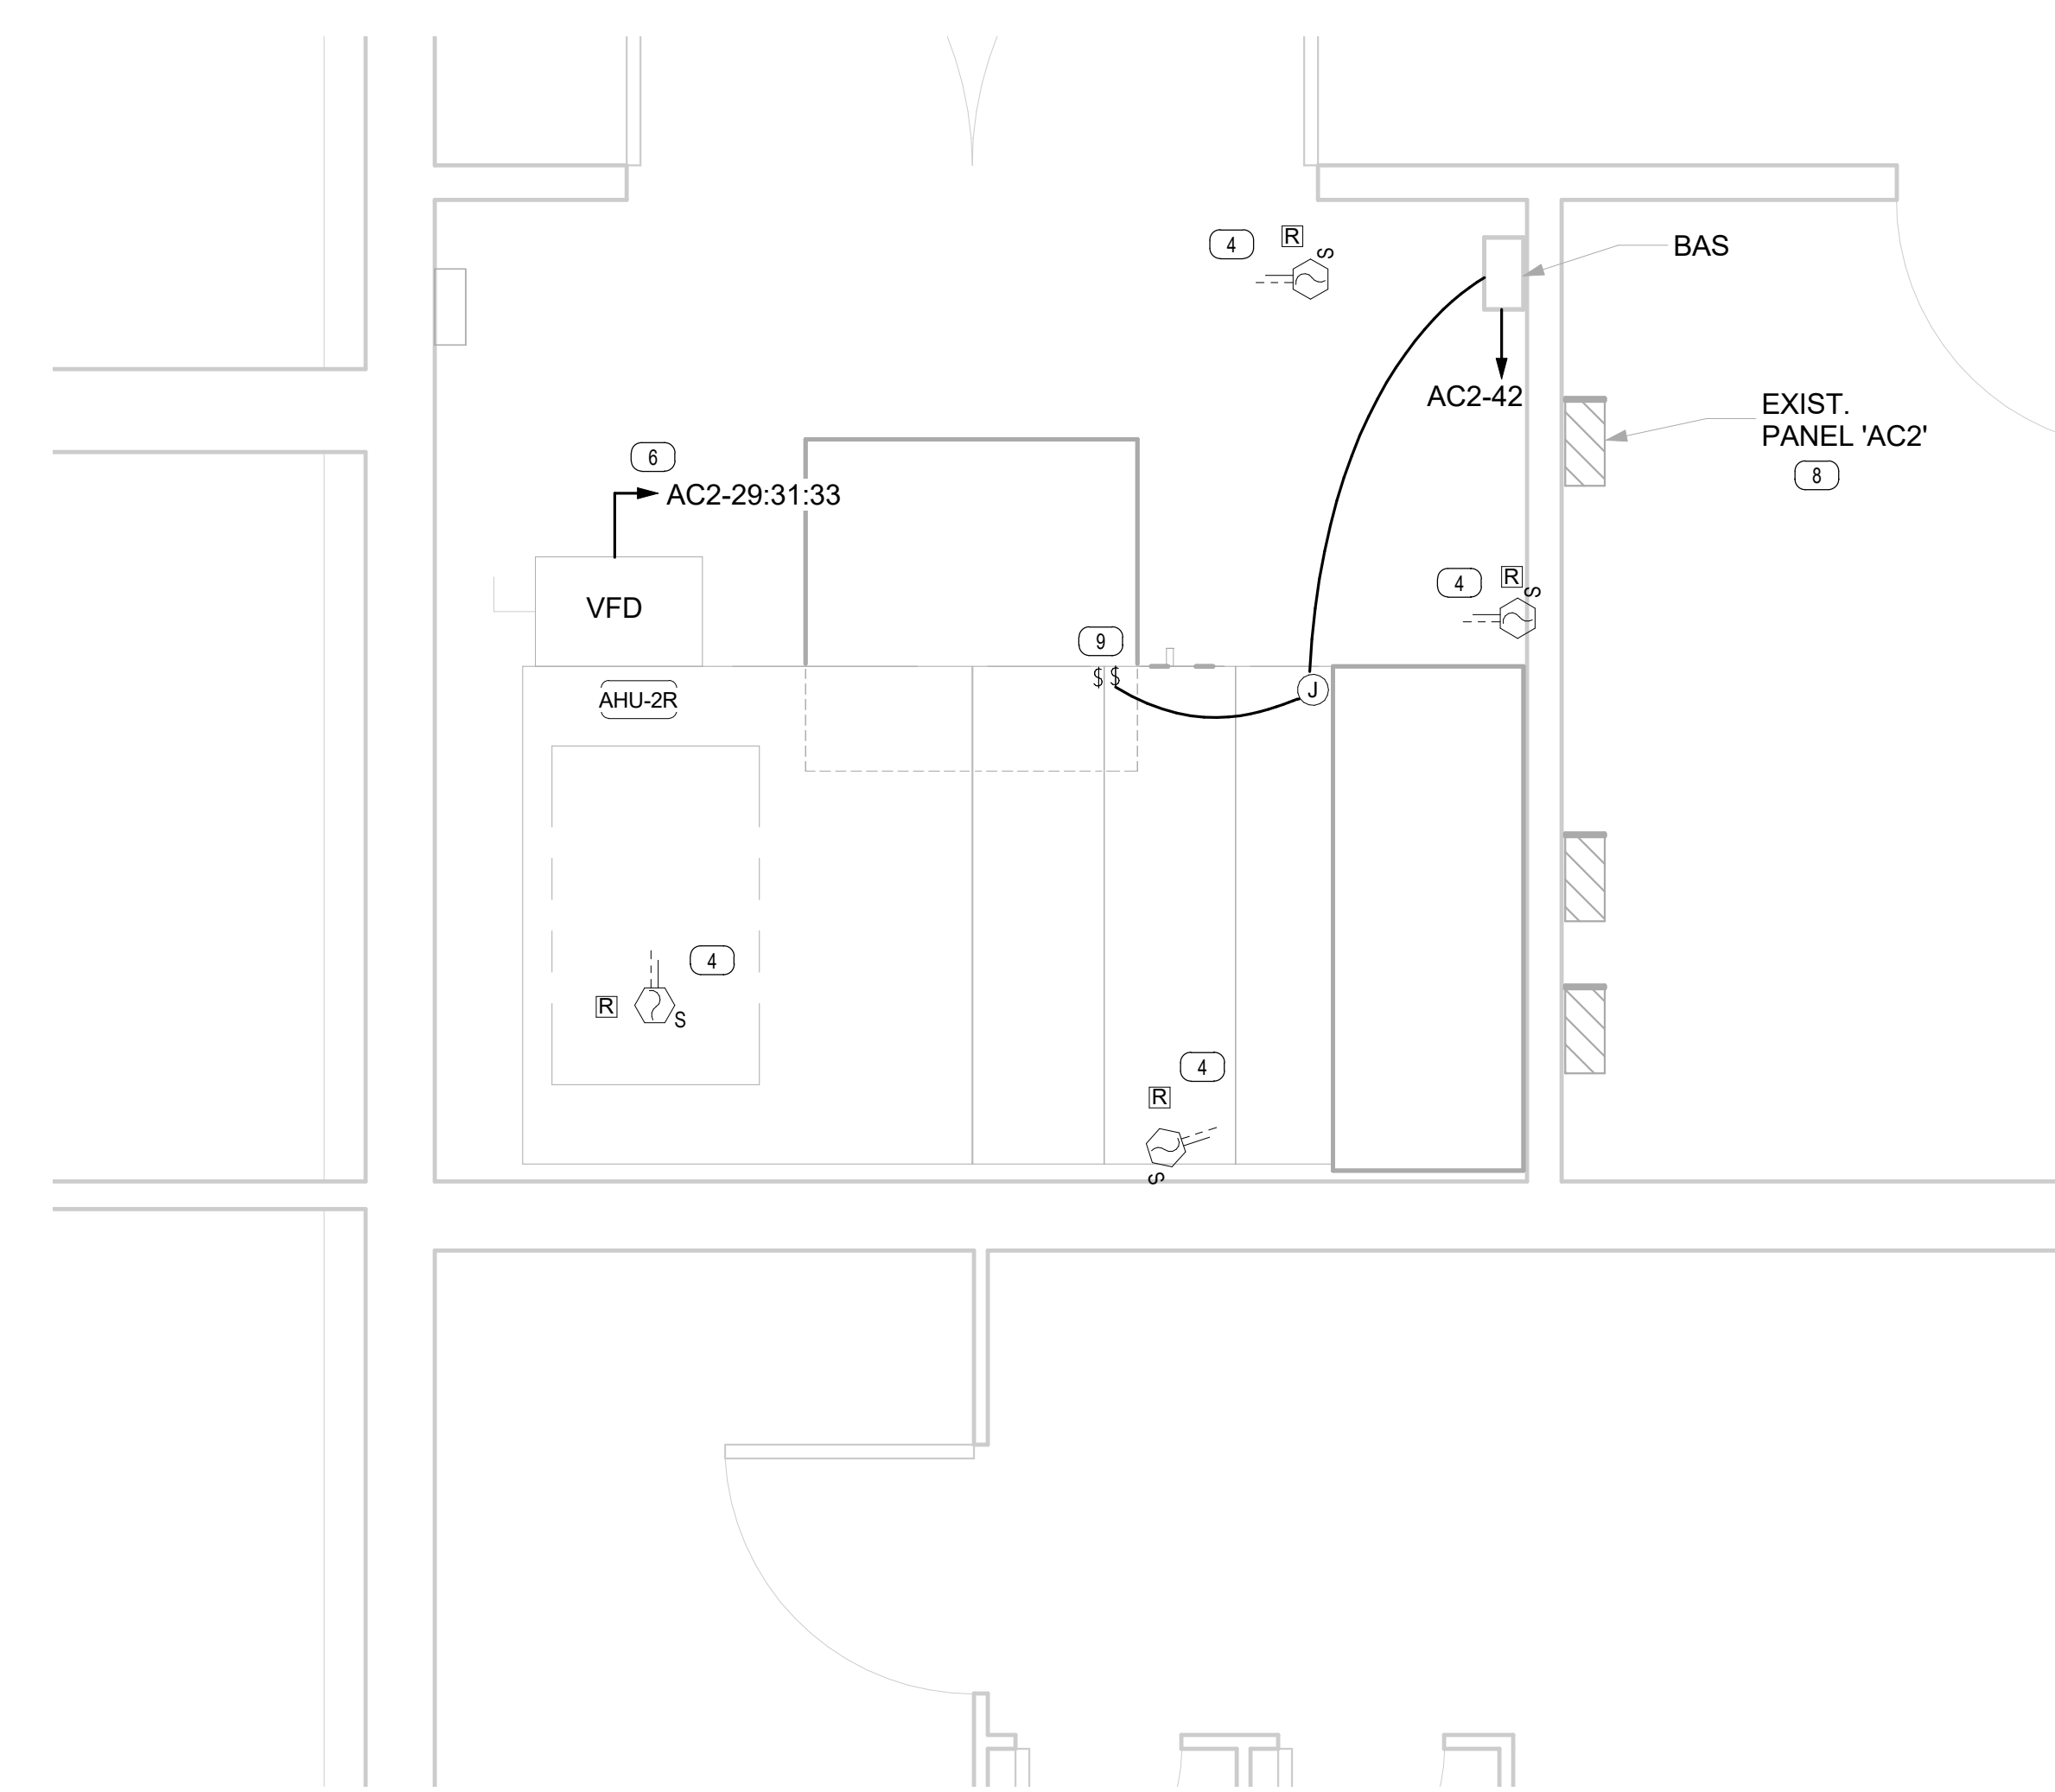 4
R
S
BAS
AC2-42
EXIST.
PANEL 'AC2'
8
6
AC2-29:31:33
VFD
4
R
S
9
$ $
J
AHU-2R
4
R
S
4
R
S